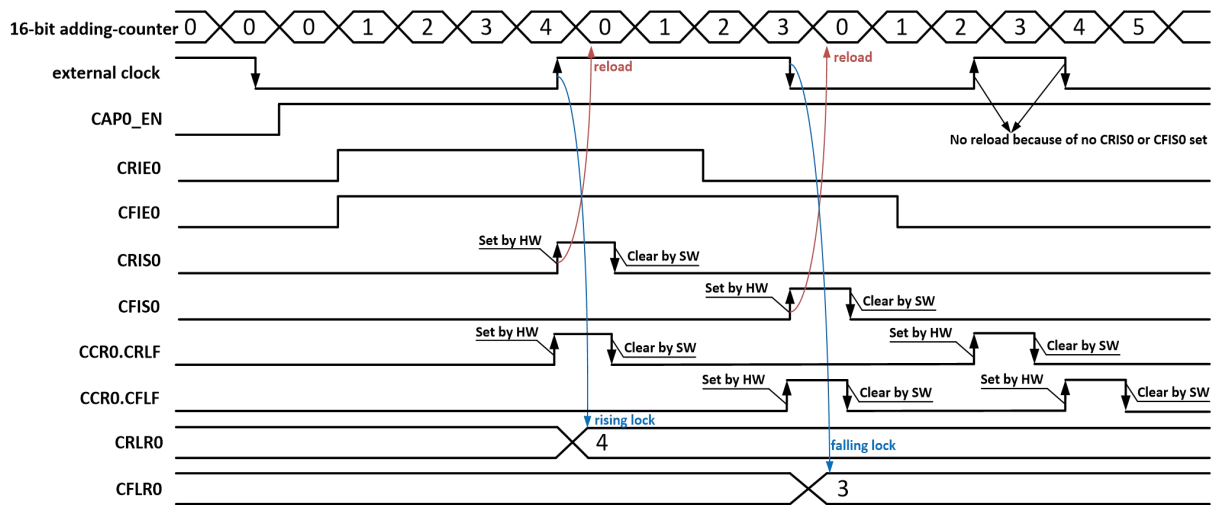 16-bit adding-counter 0 0 0 1 2 3 4 0 1 2 3 0 1 2 3 4 5
external clock reload reload
CAP0_EN
No reload because of no CRIS0 or CFIS0 set
CRIE0
CFIE0
CRIS0 Set by HW Clear by SW
CFIS0 Set by HW Clear by SW
CCR0.CRLF Set by HW Clear by SW Set by HW Clear by SW
CCR0.CFLF Set by HW Clear by SW Set by HW Clear by SW
rising lock
CRLR0 4 falling lock
CFLR0 3